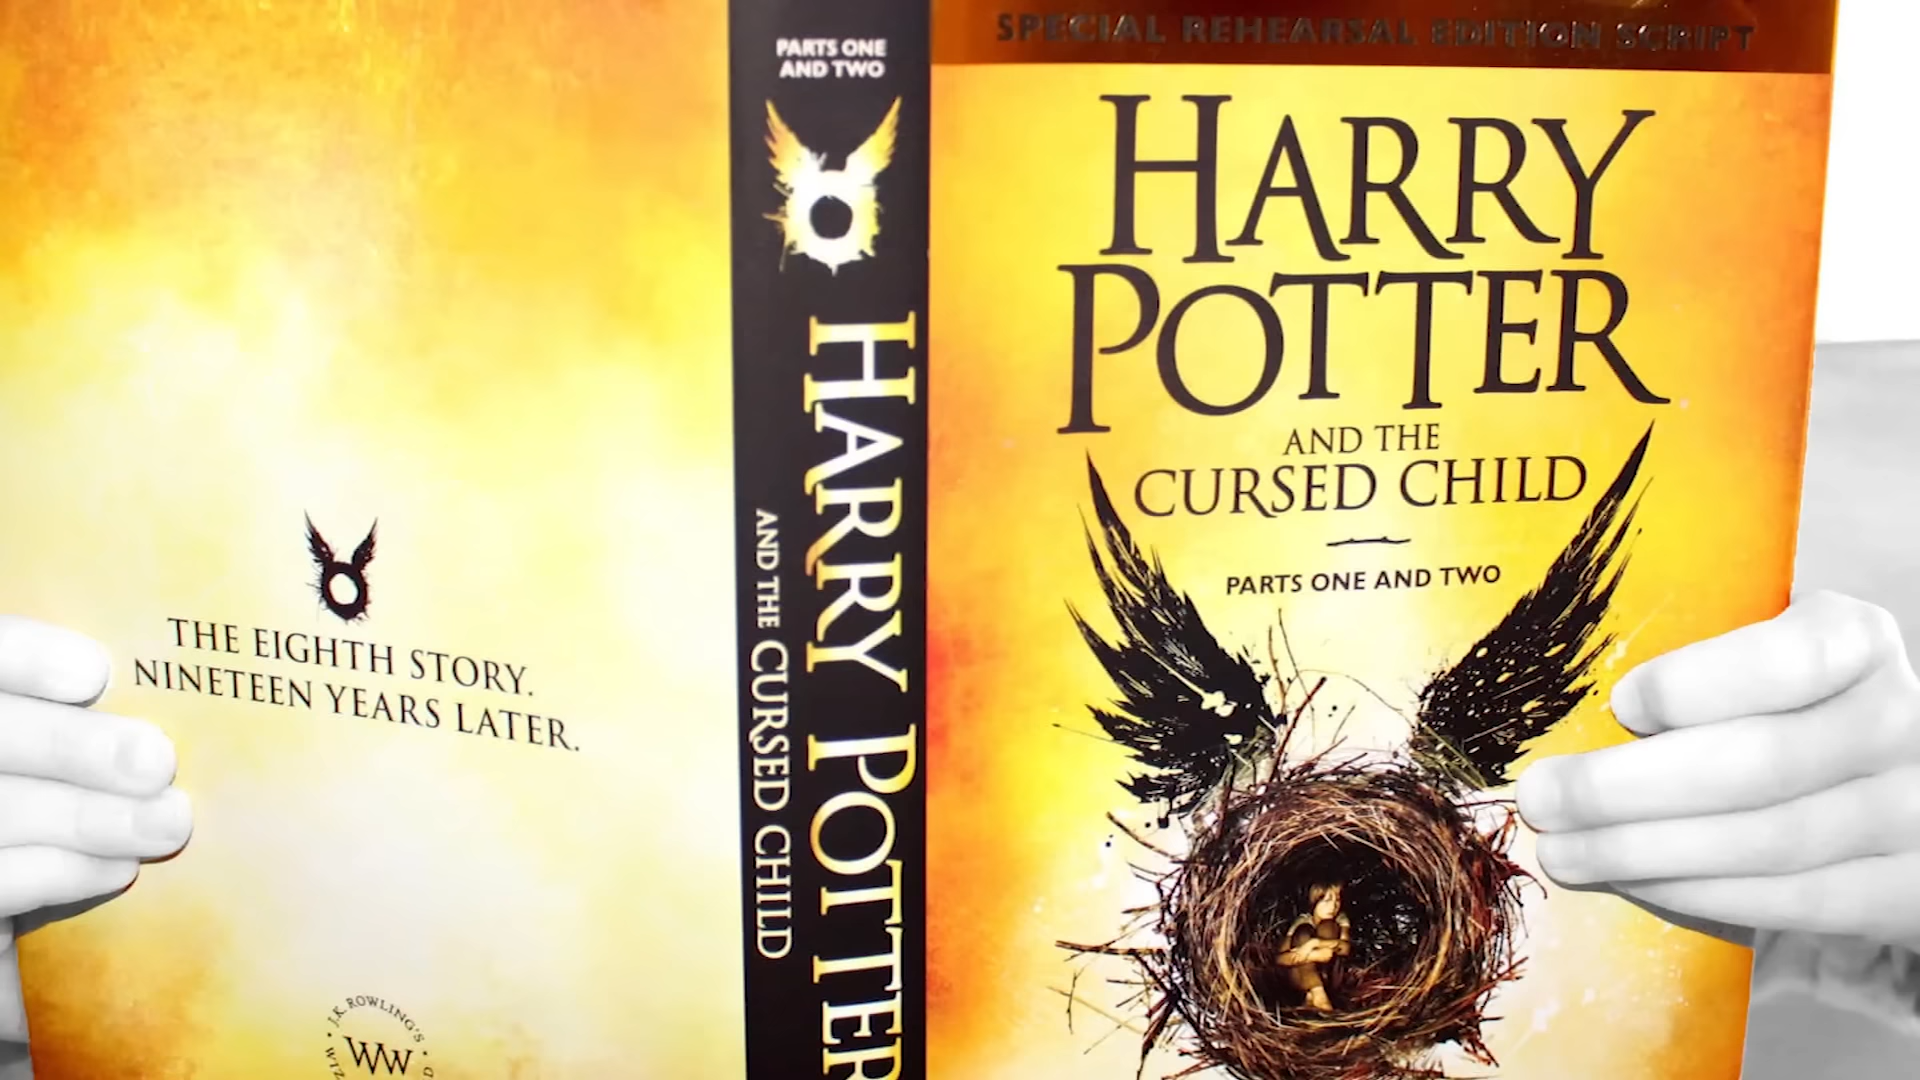 THE EIGHTH STORY.
NINETEEN YEARS LATER.
J.K. ROWLING'S
WW
PARTS ONE
AND TWO
HARRY POTTER
AND THE CURSED CHILD
SPECIAL REHEARSAL EDITION SCRIPT
HARRY
POTTER
AND THE
CURSED CHILD
PARTS ONE AND TWO